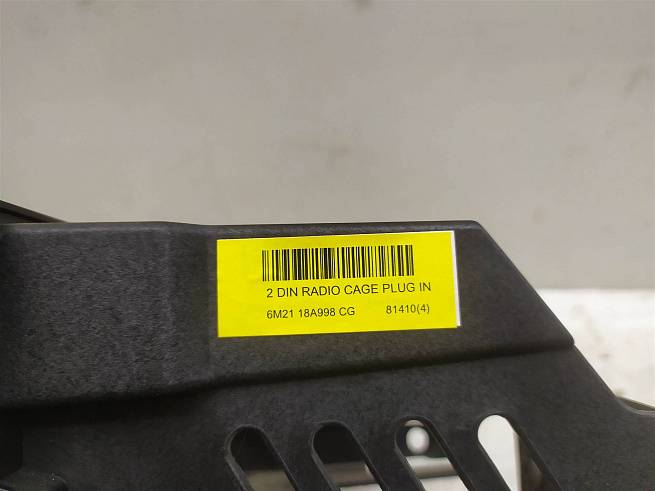 2 DIN RADIO CAGE PLUG IN
6M21 18A998 CG 81410(4)